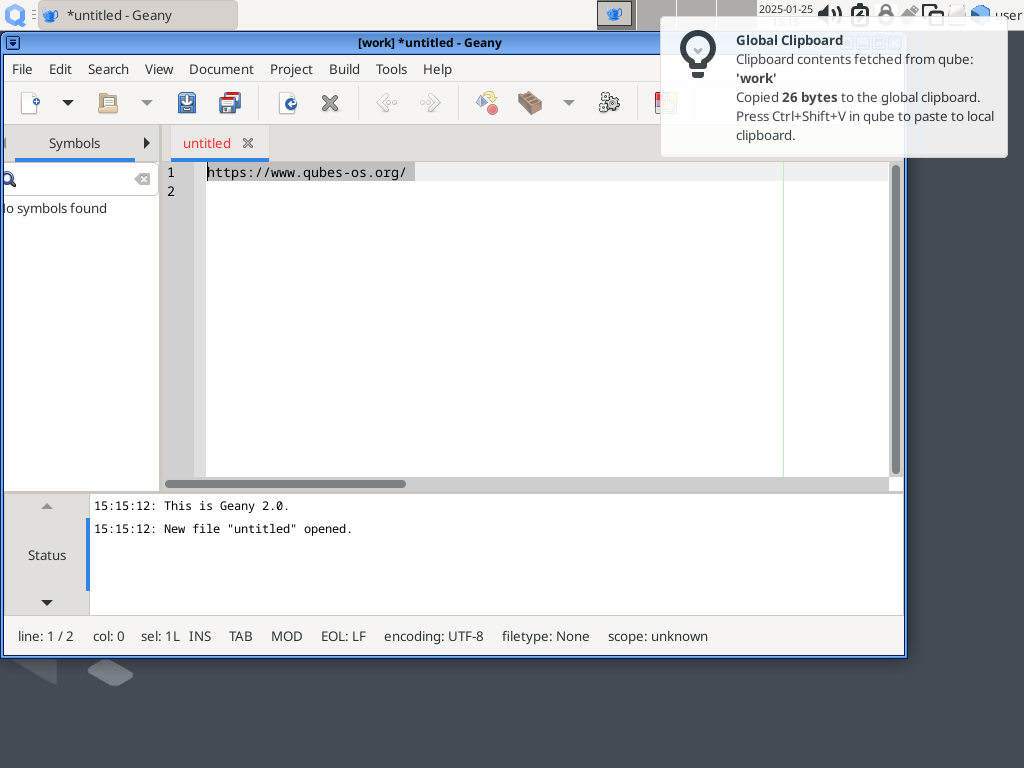 *untitled - Geany
2025-01-25
15:15
user
[work] *untitled - Geany
Global Clipboard
Clipboard contents fetched from qube:
'work'
Copied 26 bytes to the global clipboard.
Press Ctrl+Shift+V in qube to paste to local
clipboard.
File Edit Search View Document Project Build Tools Help
Symbols
untitled
1 https://www.qubes-os.org/
2
lo symbols found
15:15:12: This is Geany 2.0.
15:15:12: New file "untitled" opened.
Status
line: 1 / 2 col: 0 sel: 1L INS TAB MOD EOL: LF encoding: UTF-8 filetype: None scope: unknown